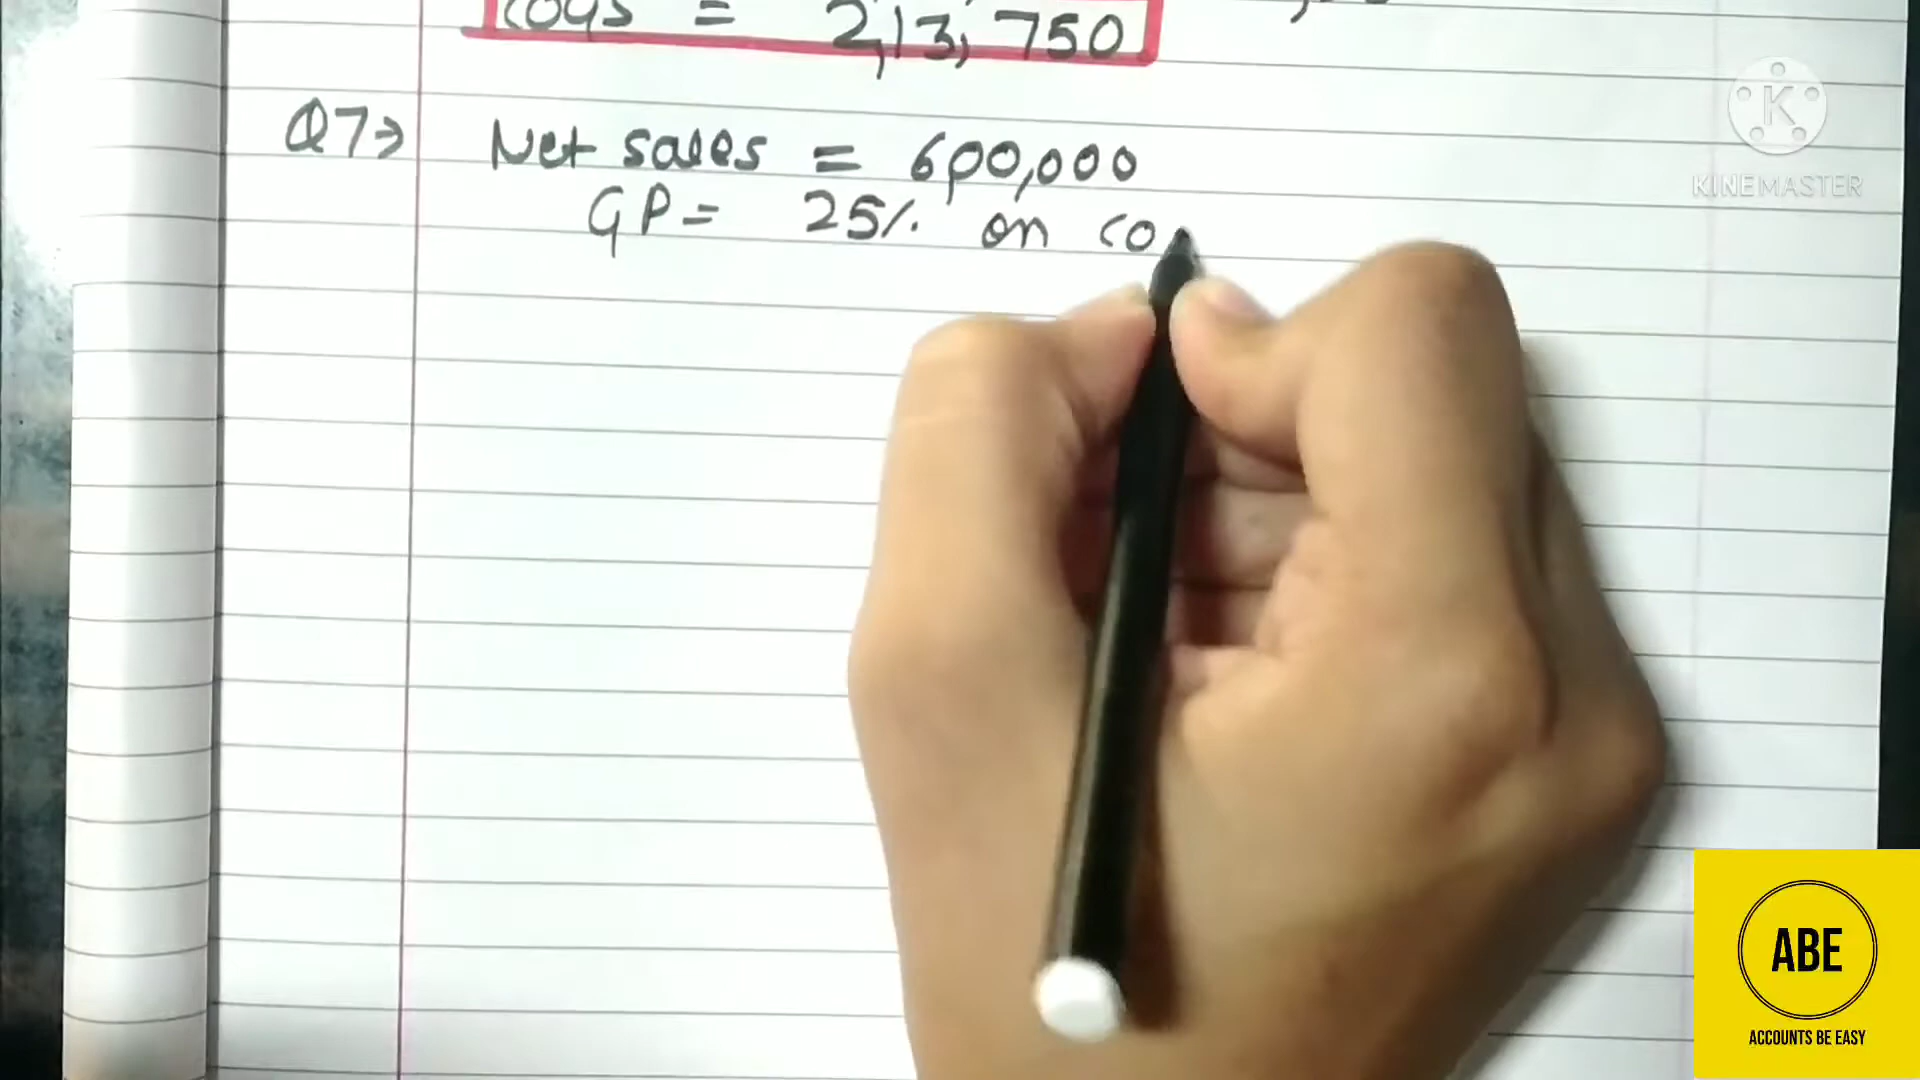 cogs = 2,13,750
Q7⇒ Net sales = 600,000
GP = 25% on co
KINEMASTER
ABE
ACCOUNTS BE EASY